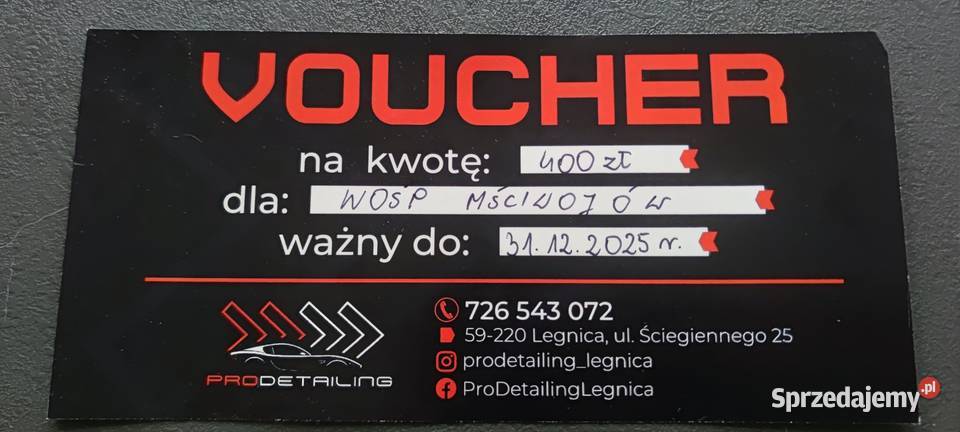 VOUCHER
na kwotę: 400 zł
dla: WOŚP MŚCIWOJÓW
ważny do: 31.12.2025 r.
726 543 072
59-220 Legnica, ul. Ściegiennego 25
prodetailing_legnica
ProDetailingLegnica
PRODETAILING
Sprzedajemy.pl